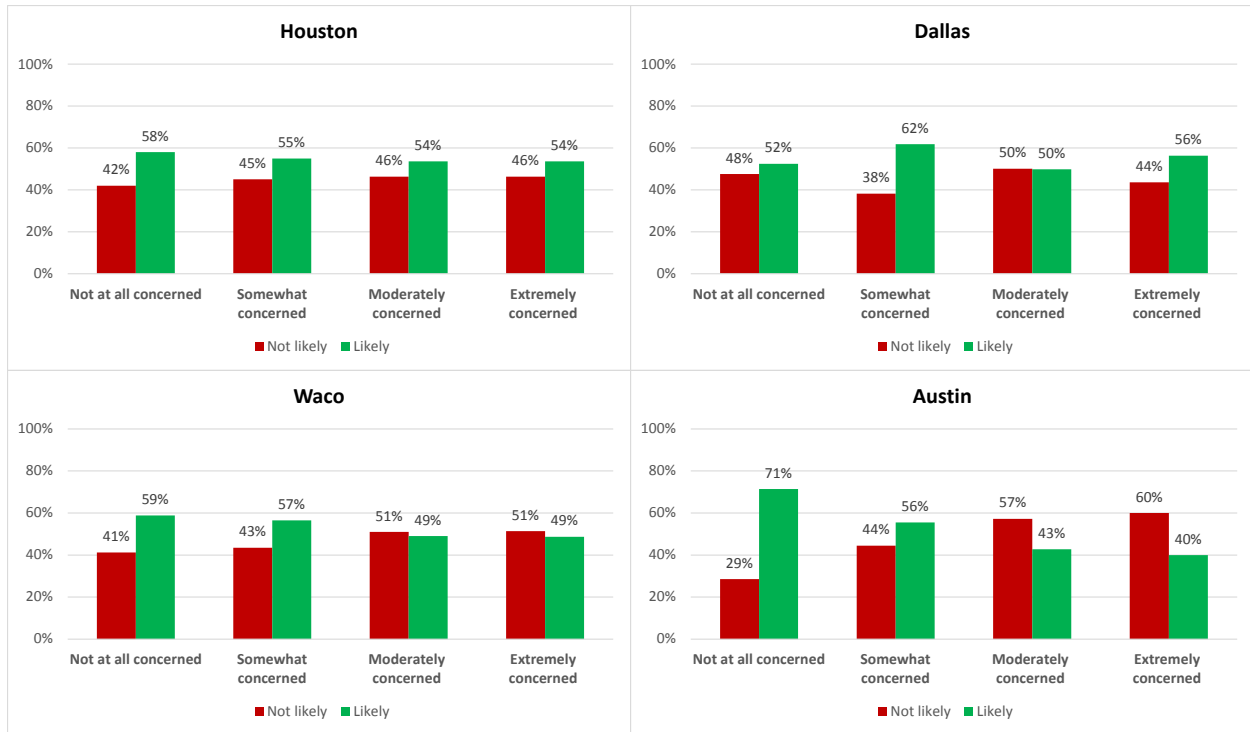 Houston
100%
80%
60%
40%
20%
0%
42%
58%
45%
55%
46%
54%
46%
54%
Not at all concerned
Somewhat
concerned
Moderately
concerned
Extremely
concerned
Not likely
Likely
Dallas
100%
80%
60%
40%
20%
0%
48%
52%
38%
62%
50%
50%
44%
56%
Not at all concerned
Somewhat
concerned
Moderately
concerned
Extremely
concerned
Not likely
Likely
Waco
100%
80%
60%
40%
20%
0%
41%
59%
43%
57%
51%
49%
51%
49%
Not at all concerned
Somewhat
concerned
Moderately
concerned
Extremely
concerned
Not likely
Likely
Austin
100%
80%
60%
40%
20%
0%
29%
71%
44%
56%
57%
43%
60%
40%
Not at all concerned
Somewhat
concerned
Moderately
concerned
Extremely
concerned
Not likely
Likely